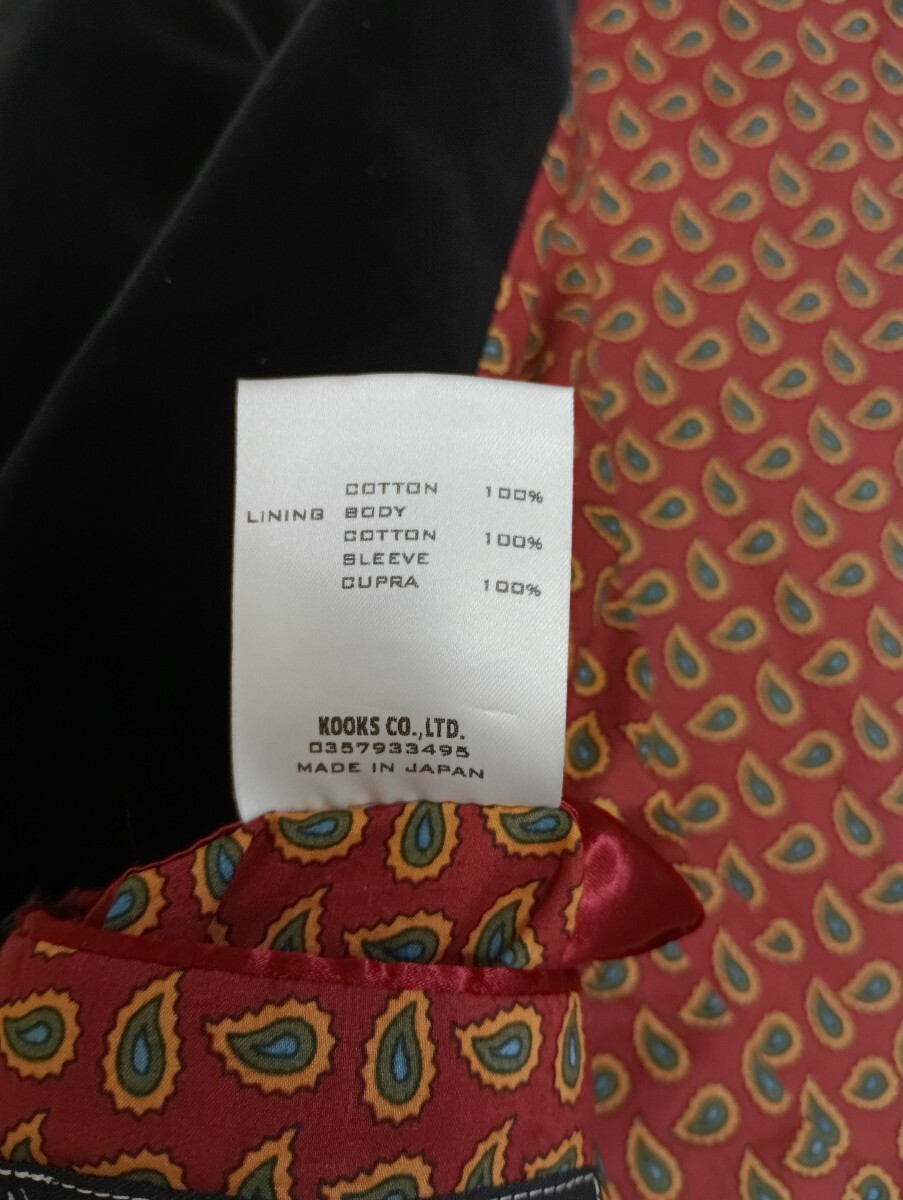 COTTON 100%
LINING BODY
COTTON 100%
SLEEVE
CUPRA 100%
KOOKS CO.,LTD.
0357933495
MADE IN JAPAN